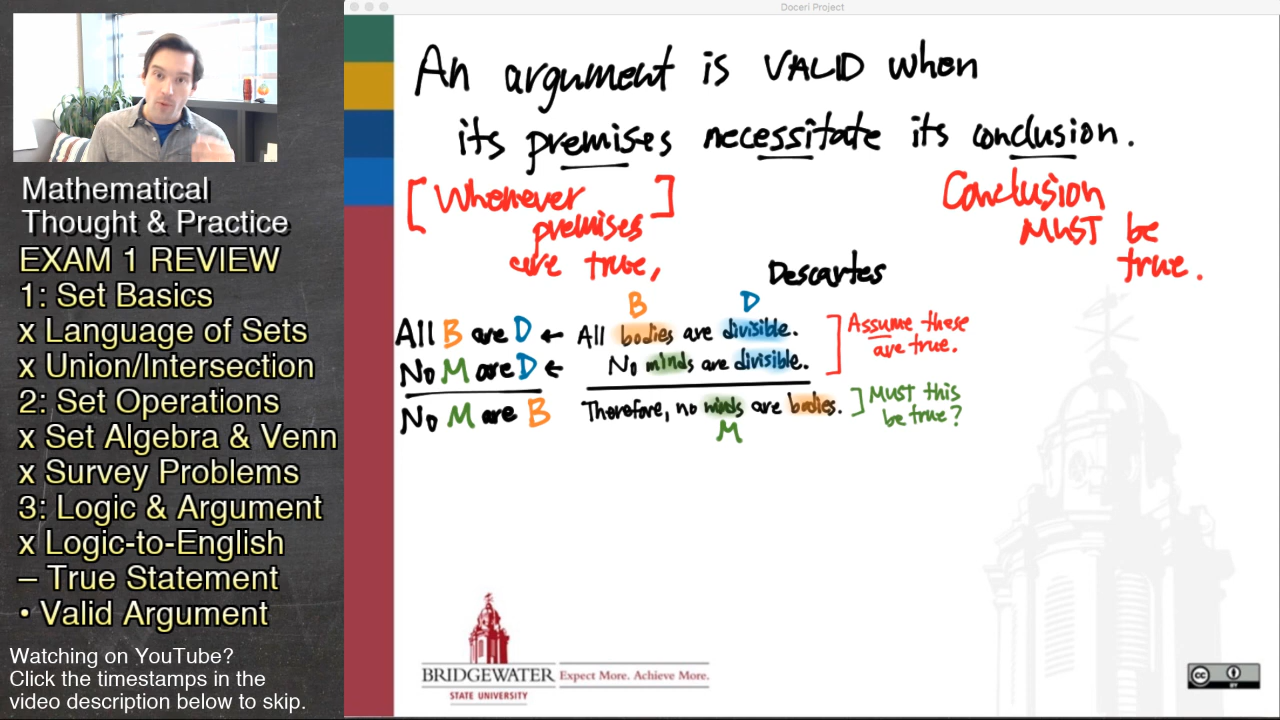 Doceri Project
An argument is VALID when
its premises necessitate its conclusion.
[Whenever premises are true,]
Conclusion MUST be true.
Descartes
B D
All B are D ← All bodies are divisible.
No M are D ← No minds are divisible.
Assume these are true.
No M are B Therefore, no minds are bodies.
M
Must this be true?
Mathematical
Thought & Practice
EXAM 1 REVIEW
1: Set Basics
x Language of Sets
x Union/Intersection
2: Set Operations
x Set Algebra & Venn
x Survey Problems
3: Logic & Argument
x Logic-to-English
– True Statement
• Valid Argument
Watching on YouTube?
Click the timestamps in the
video description below to skip.
BRIDGEWATER
STATE UNIVERSITY
Expect More. Achieve More.
CC BY